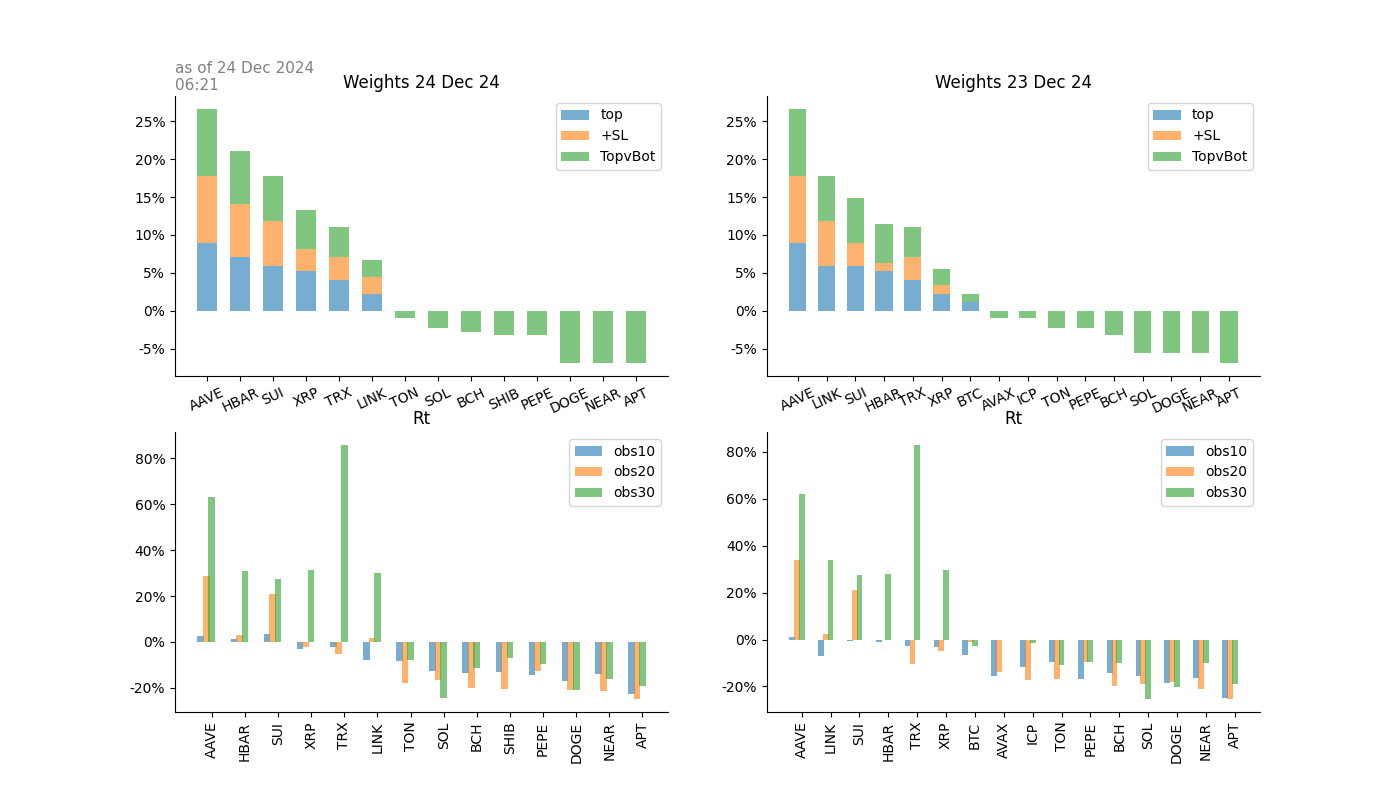 as of 24 Dec 2024
06:21
Weights 24 Dec 24
25%
20%
15%
10%
5%
0%
-5%
top
+SL
TopvBot
AAVE HBAR SUI XRP TRX LINK TON SOL BCH SHIB PEPE DOGE NEAR APT
Weights 23 Dec 24
25%
20%
15%
10%
5%
0%
-5%
top
+SL
TopvBot
AAVE LINK SUI HBAR TRX XRP BTC AVAX ICP TON PEPE BCH SOL DOGE NEAR APT
Rt
80%
60%
40%
20%
0%
-20%
obs10
obs20
obs30
AAVE HBAR SUI XRP TRX LINK TON SOL BCH SHIB PEPE DOGE NEAR APT
Rt
80%
60%
40%
20%
0%
-20%
obs10
obs20
obs30
AAVE LINK SUI HBAR TRX XRP BTC AVAX ICP TON PEPE BCH SOL DOGE NEAR APT